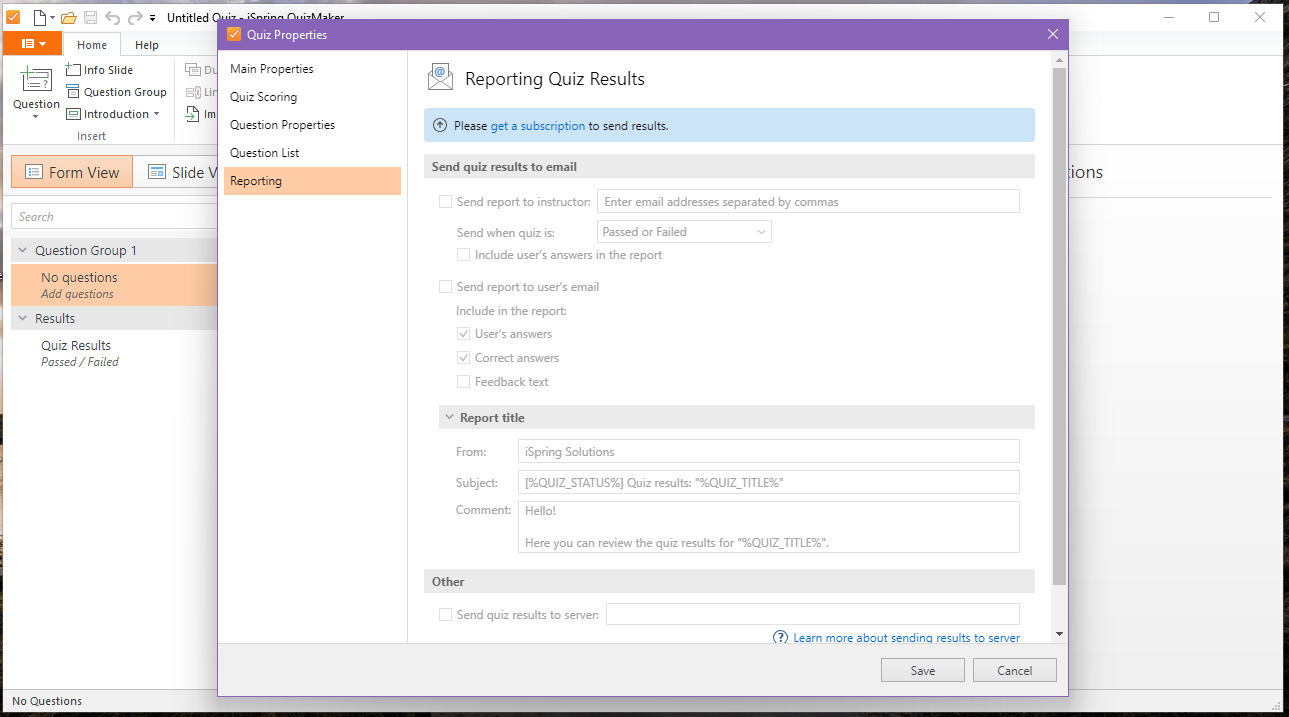 Untitled Quiz - iSpring QuizMaker
Home
Help
Question
Info Slide
Question Group
Introduction
Insert
Form View
Search
Question Group 1
No questions
Add questions
Results
Quiz Results
Passed / Failed
No Questions
Quiz Properties
Main Properties
Quiz Scoring
Question Properties
Question List
Reporting
Reporting Quiz Results
Please get a subscription to send results.
Send quiz results to email
Send report to instructor: Enter email addresses separated by commas
Send when quiz is: Passed or Failed
Include user's answers in the report
Send report to user's email
Include in the report:
User's answers
Correct answers
Feedback text
Report title
From: iSpring Solutions
Subject: [%QUIZ_STATUS%] Quiz results: "%QUIZ_TITLE%"
Comment: Hello!
Here you can review the quiz results for "%QUIZ_TITLE%".
Other
Send quiz results to server:
Learn more about sending results to server
Save Cancel